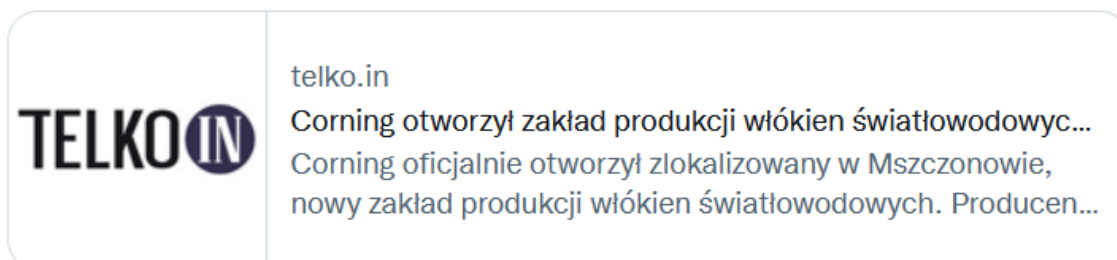 TELKO IN
telko.in
Corning otworzył zakład produkcji włókien światłowodowyc...
Corning oficjalnie otworzył zlokalizowany w Mszczonowie,
nowy zakład produkcji włókien światłowodowych. Producen...